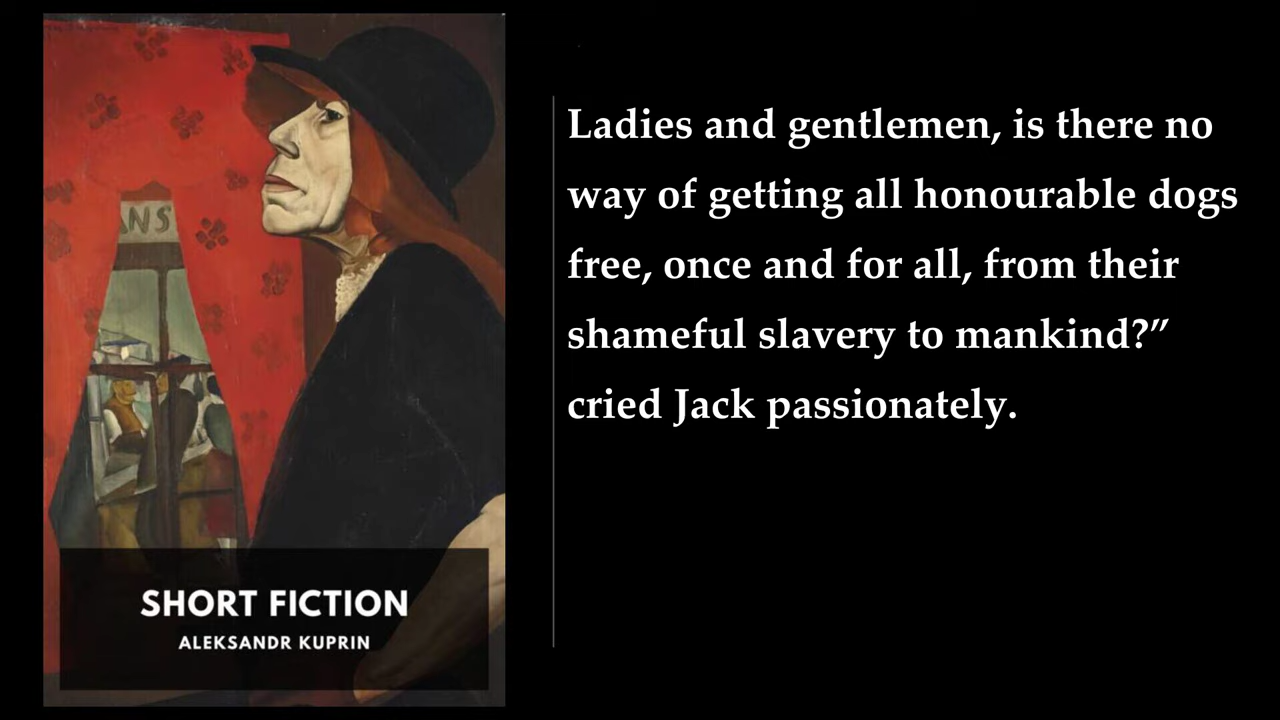 ANS
SHORT FICTION
ALEKSANDR KUPRIN
Ladies and gentlemen, is there no
way of getting all honourable dogs
free, once and for all, from their
shameful slavery to mankind?”
cried Jack passionately.